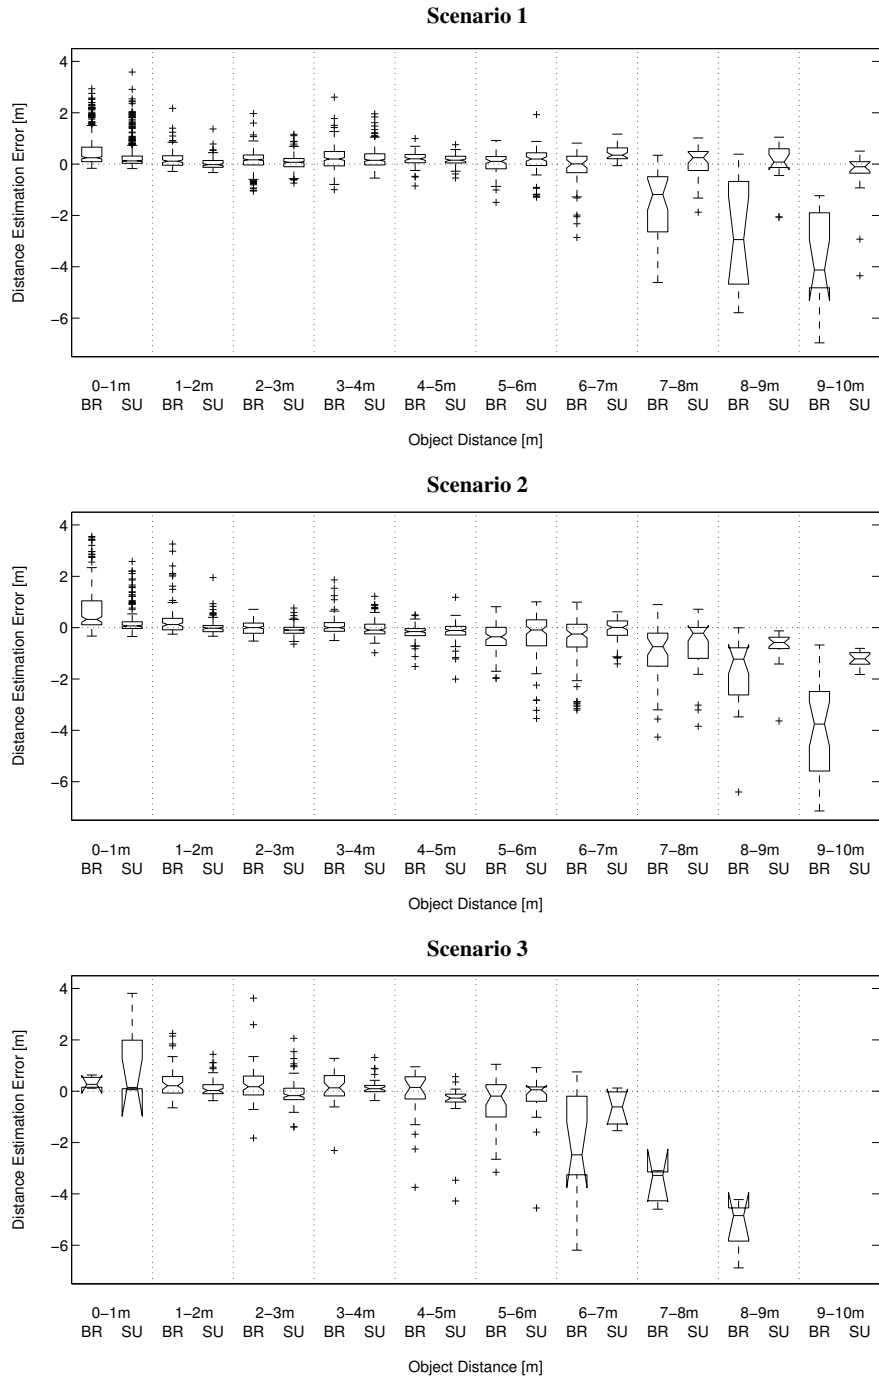 Scenario 1
Distance Estimation Error [m]
4
2
0
−2
−4
−6
0−1m 1−2m 2−3m 3−4m 4−5m 5−6m 6−7m 7−8m 8−9m 9−10m
BR SU BR SU BR SU BR SU BR SU BR SU BR SU BR SU BR SU BR SU
Object Distance [m]
Scenario 2
Distance Estimation Error [m]
4
2
0
−2
−4
−6
0−1m 1−2m 2−3m 3−4m 4−5m 5−6m 6−7m 7−8m 8−9m 9−10m
BR SU BR SU BR SU BR SU BR SU BR SU BR SU BR SU BR SU BR SU
Object Distance [m]
Scenario 3
Distance Estimation Error [m]
4
2
0
−2
−4
−6
0−1m 1−2m 2−3m 3−4m 4−5m 5−6m 6−7m 7−8m 8−9m 9−10m
BR SU BR SU BR SU BR SU BR SU BR SU BR SU BR SU BR SU BR SU
Object Distance [m]